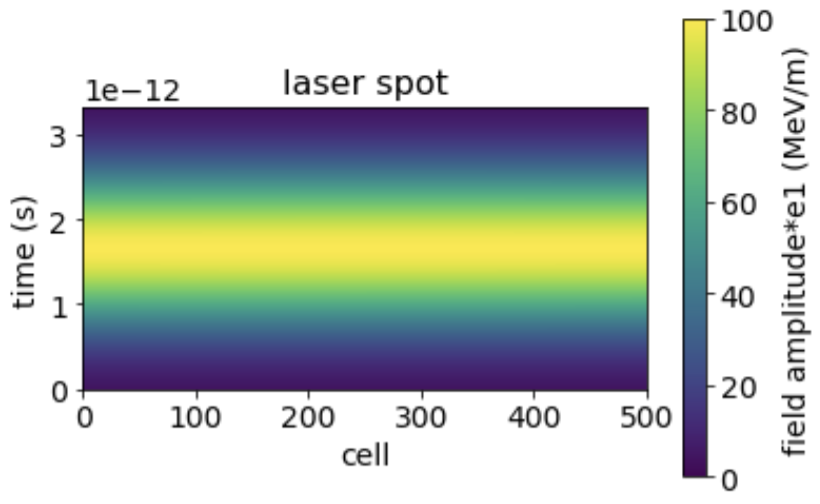 laser spot
1e−12
3
2
1
0
time (s)
0 100 200 300 400 500
cell
100
80
60
40
20
0
field amplitude*e1 (MeV/m)